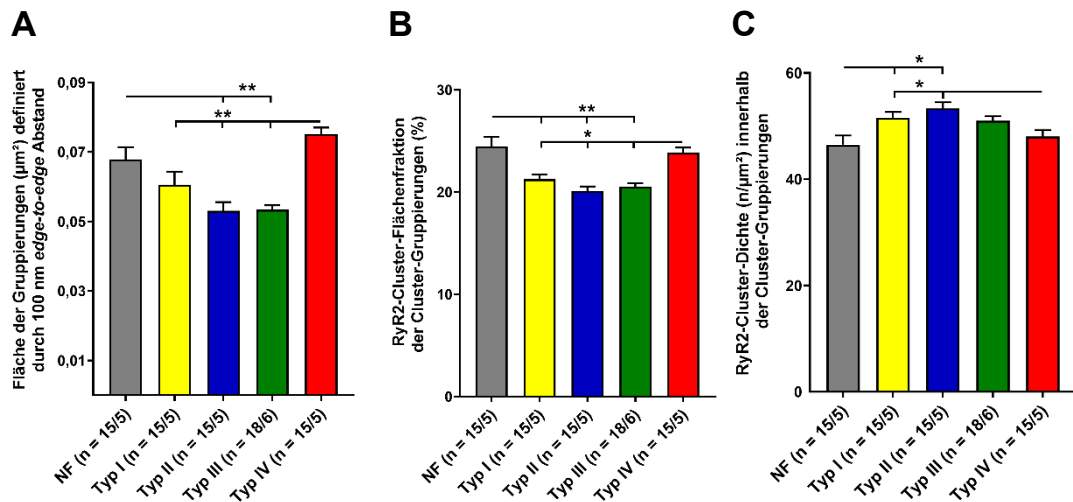 A
Fläche der Gruppierungen (µm²) definiert
durch 100 nm edge-to-edge Abstand
0,09
0,07
0,05
0,03
0,01
**
**
NF (n = 15/5)
Typ I (n = 15/5)
Typ II (n = 15/5)
Typ III (n = 18/6)
Typ IV (n = 15/5)
B
RyR2-Cluster-Flächenfraktion
der Cluster-Gruppierungen (%)
30
20
10
0
**
*
NF (n = 15/5)
Typ I (n = 15/5)
Typ II (n = 15/5)
Typ III (n = 18/6)
Typ IV (n = 15/5)
C
RyR2-Cluster-Dichte (n/µm²) innerhalb
der Cluster-Gruppierungen
60
40
20
0
*
*
NF (n = 15/5)
Typ I (n = 15/5)
Typ II (n = 15/5)
Typ III (n = 18/6)
Typ IV (n = 15/5)